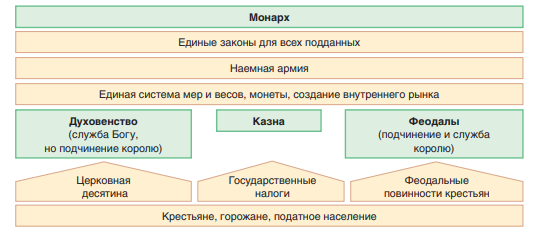 Монарх
Единые законы для всех подданных
Наемная армия
Единая система мер и весов, монеты, создание внутреннего рынка
Духовенство
(служба Богу,
но подчинение королю)
Казна
Феодалы
(подчинение и служба
королю)
Церковная
десятина
Государственные
налоги
Феодальные
повинности крестьян
Крестьяне, горожане, податное население